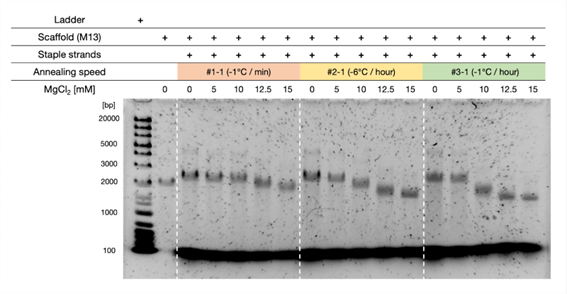 Ladder +
Scaffold (M13) + + + + + + + + + + + + + + + +
Staple strands + + + + + + + + + + + + + + +
Annealing speed #1-1 (-1°C / min) #2-1 (-6°C / hour) #3-1 (-1°C / hour)
MgCl2 [mM] 0 0 5 10 12.5 15 0 5 10 12.5 15 0 5 10 12.5 15
[bp]
20000
5000
3000
2000
1000
100